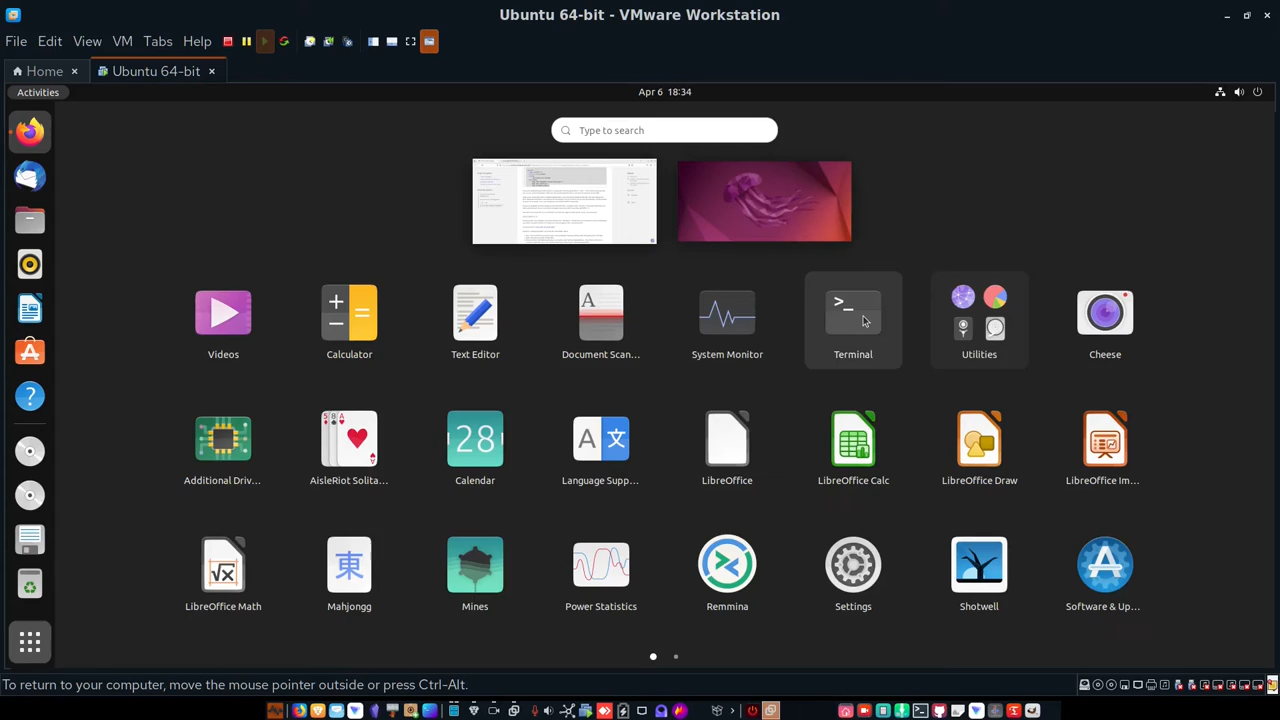 Ubuntu 64-bit - VMware Workstation
File Edit View VM Tabs Help
Home × Ubuntu 64-bit ×
Activities
Apr 6 18:34
Type to search
Videos
Calculator
Text Editor
Document Scan...
System Monitor
Terminal
Utilities
Cheese
Additional Driv...
AisleRiot Solita...
Calendar
Language Supp...
LibreOffice
LibreOffice Calc
LibreOffice Draw
LibreOffice Im...
LibreOffice Math
Mahjongg
Mines
Power Statistics
Remmina
Settings
Shotwell
Software & Up...
28
東
To return to your computer, move the mouse pointer outside or press Ctrl-Alt.